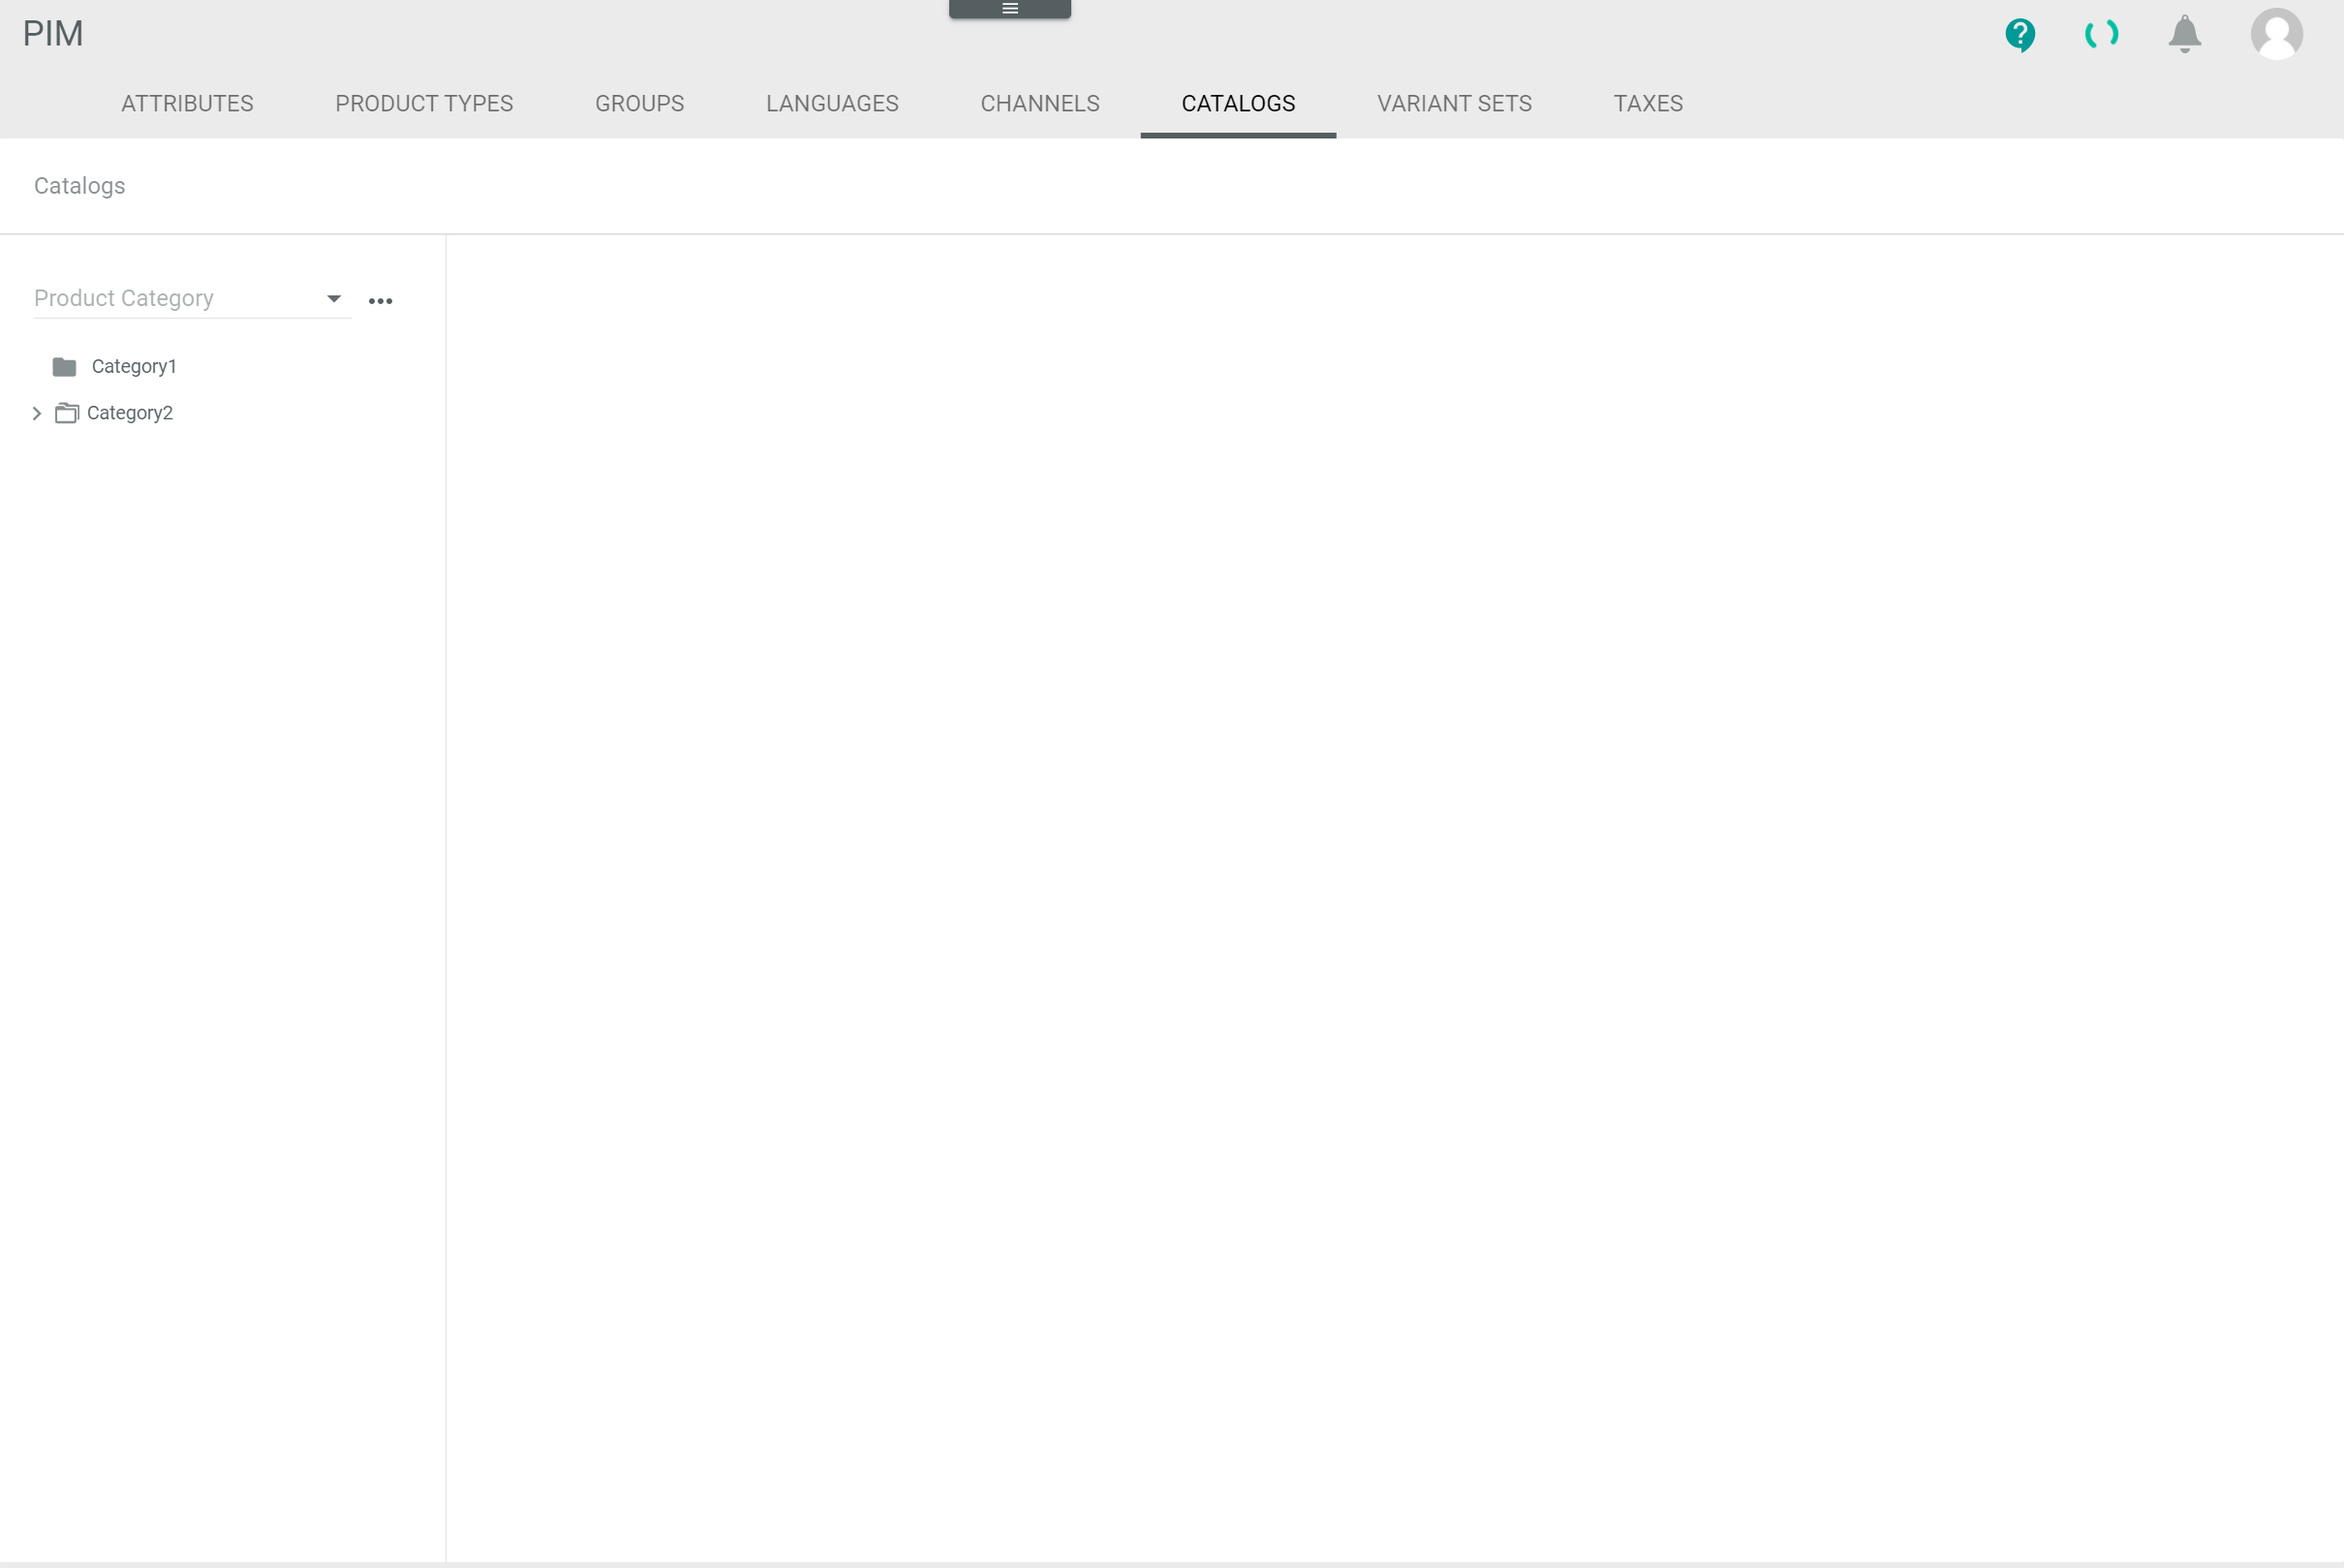 PIM
ATTRIBUTES PRODUCT TYPES GROUPS LANGUAGES CHANNELS CATALOGS VARIANT SETS TAXES
Catalogs
Product Category
Category1
Category2